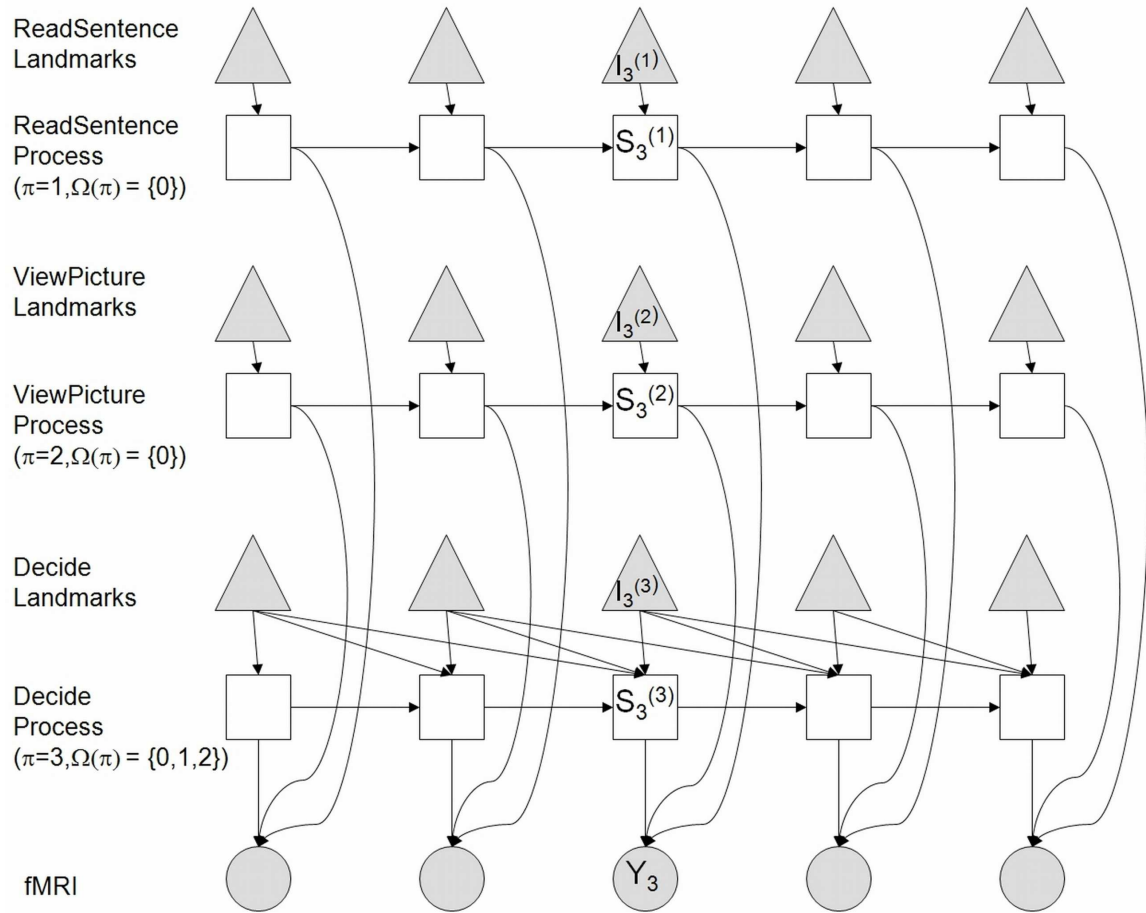 ReadSentence
Landmarks
I₃⁽¹⁾
ReadSentence
Process
(π=1,Ω(π) = {0})
S₃⁽¹⁾
ViewPicture
Landmarks
I₃⁽²⁾
ViewPicture
Process
(π=2,Ω(π) = {0})
S₃⁽²⁾
Decide
Landmarks
I₃⁽³⁾
Decide
Process
(π=3,Ω(π) = {0,1,2})
S₃⁽³⁾
fMRI
Y₃